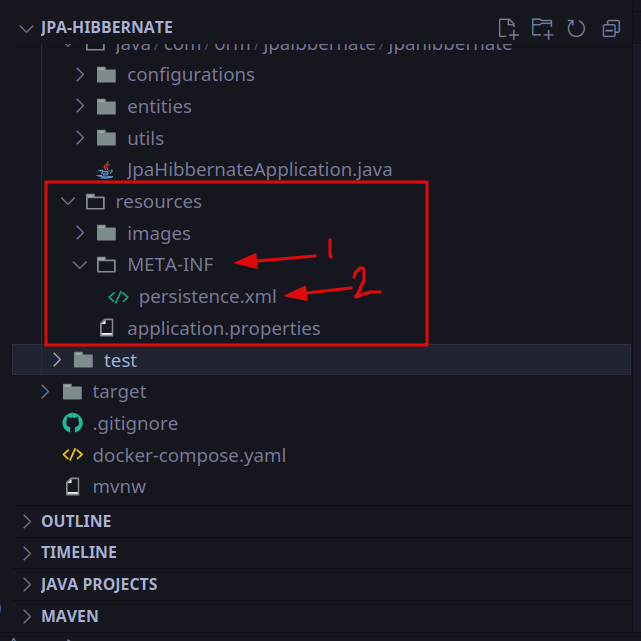 JPA-HIBBERNATE
java / com / orm / jpaibbernate / jpahibbernate
configurations
entities
utils
JpaHibbernateApplication.java
resources
images
META-INF 1
persistence.xml 2
application.properties
test
target
.gitignore
docker-compose.yaml
mvnw
OUTLINE
TIMELINE
JAVA PROJECTS
MAVEN